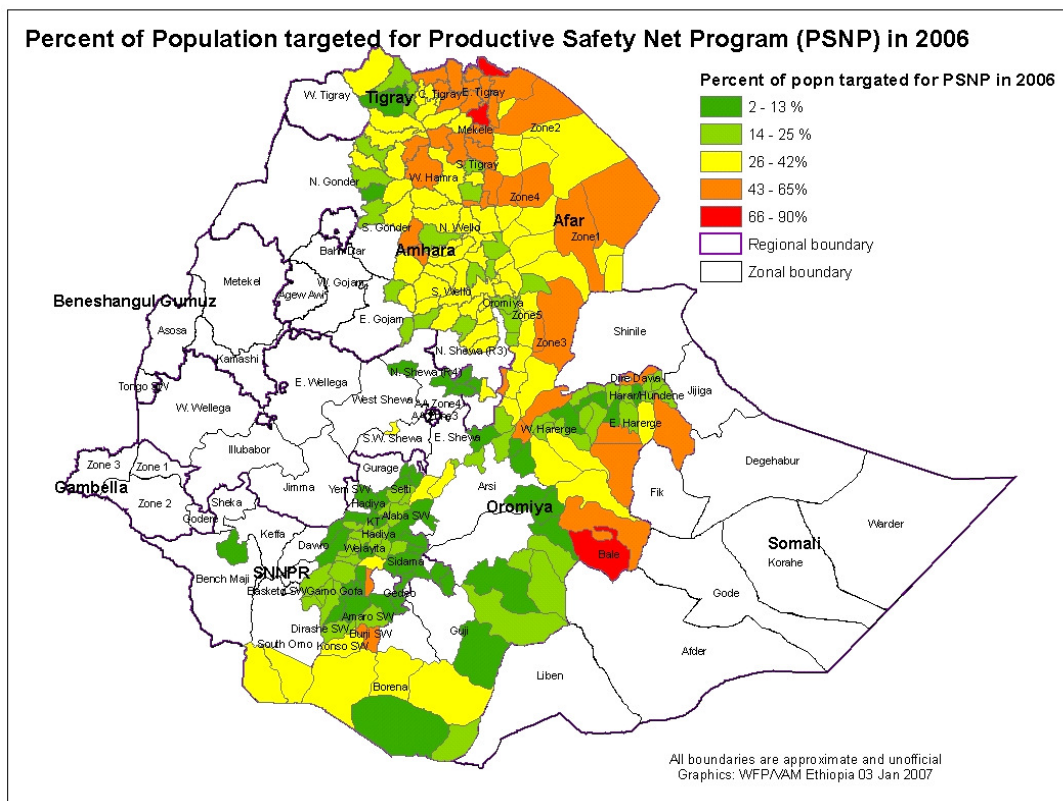 Percent of Population targeted for Productive Safety Net Program (PSNP) in 2006
Percent of popn targated for PSNP in 2006
2 - 13 %
14 - 25 %
26 - 42%
43 - 65%
66 - 90%
Regional boundary
Zonal boundary
W. Tigray
Tigray
C. Tigray
E. Tigray
Mekele
Zone2
S. Tigray
N. Gonder
W. Hamra
Zone4
Afar
Zone1
S. Gonder
N. Wello
Amhara
Bahirdar
Metekel
W. Gojam
Agew Awi
Beneshangul Gumuz
S. Wello
Oromiya
Zone5
E. Gojam
Asosa
Shinile
Zone3
N. Shewa (R3)
Kamashi
N. Shewa (R4)
Dire Dawa
Tongo SW
E. Wellega
Harar/Hundene
Jijiga
West Shewa
AA Zone4
W. Wellega
E. Harerge
W. Harerge
S.W. Shewa
E. Shewa
Illubabor
Degehabur
Zone 3
Zone 1
Gurage
Arsi
Fik
Gambella
Jimma
Yem SW
Selti
Zone 2
Sheka
Hadiya
Oromiya
Warder
Godere
KT
Alaba SW
Keffa
Hadiya
Dawro
Welayita
Bale
Somali
Sidama
Korahe
Bench Maji
SNNPR
Basketo SW
Gamo Gofa
Gedeo
Gode
Amaro SW
Dirashe SW
Burji SW
Guji
South Omo
Konso SW
Afder
Liben
Borena
All boundaries are approximate and unofficial
Graphics: WFP/VAM Ethiopia 03 Jan 2007